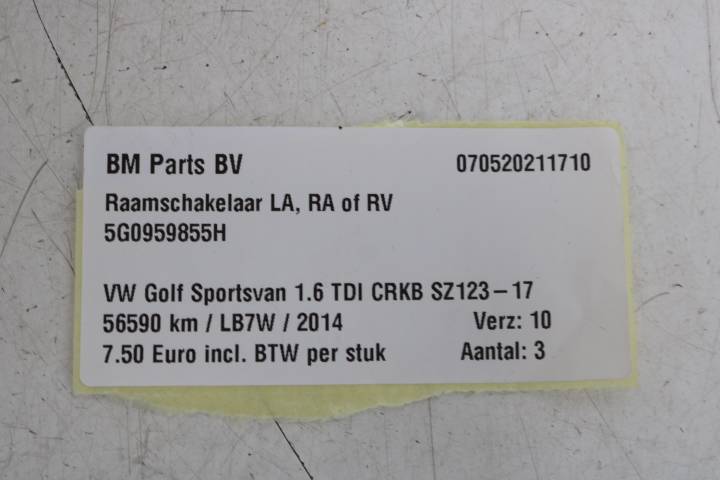 BM Parts BV 070520211710
Raamschakelaar LA, RA of RV
5G0959855H
VW Golf Sportsvan 1.6 TDI CRKB SZ123-17
56590 km / LB7W / 2014 Verz: 10
7.50 Euro incl. BTW per stuk Aantal: 3